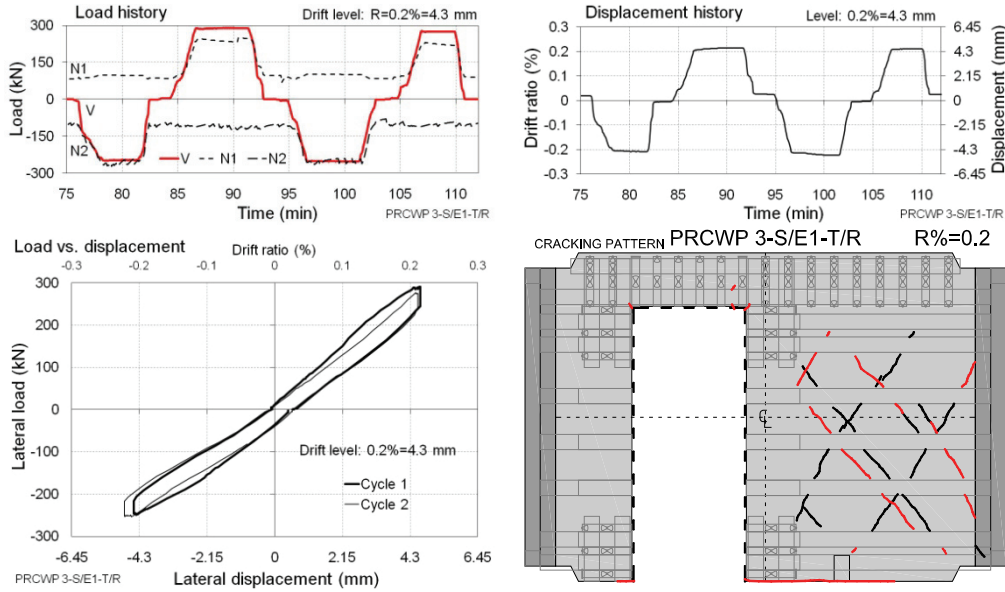 Load history
Drift level: R=0.2%=4.3 mm
300
150
0
-150
-300
Load (kN)
N1
V
N2
V N1 N2
75 80 85 90 95 100 105 110
Time (min)
PRCWP 3-S/E1-T/R
Displacement history
Level: 0.2%=4.3 mm
0.3
0.2
0.1
0
-0.1
-0.2
-0.3
Drift ratio (%)
6.45
4.3
2.15
0
-2.15
-4.3
-6.45
Displacement (mm)
75 80 85 90 95 100 105 110
Time (min)
PRCWP 3-S/E1-T/R
Load vs. displacement
Drift ratio (%)
-0.3 -0.2 -0.1 0 0.1 0.2 0.3
300
200
100
0
-100
-200
-300
Lateral load (kN)
Drift level: 0.2%=4.3 mm
Cycle 1
Cycle 2
-6.45 -4.3 -2.15 0 2.15 4.3 6.45
Lateral displacement (mm)
PRCWP 3-S/E1-T/R
CRACKING PATTERN PRCWP 3-S/E1-T/R R%=0.2
CL